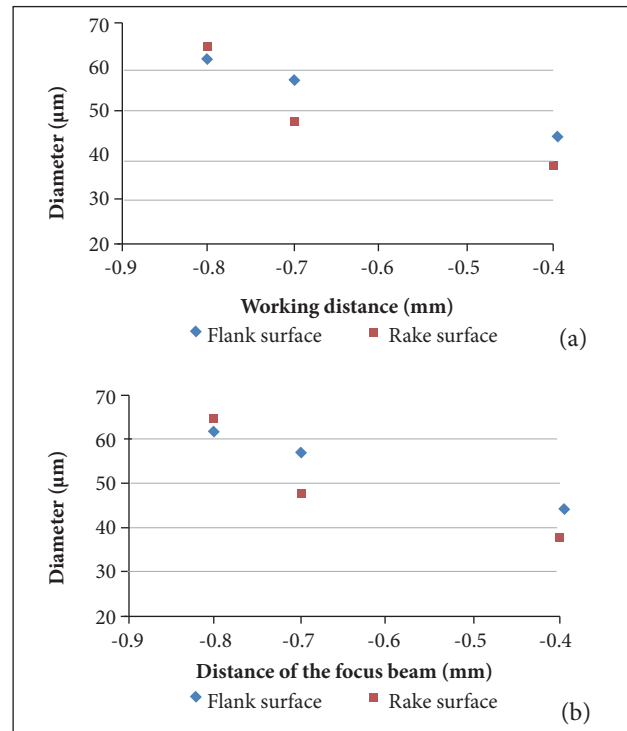 70
60
50
40
30
20
Diameter (µm)
-0.9 -0.8 -0.7 -0.6 -0.5 -0.4
Working distance (mm)
Flank surface Rake surface
(a)
70
60
50
40
30
20
Diameter (µm)
-0.9 -0.8 -0.7 -0.6 -0.5 -0.4
Distance of the focus beam (mm)
Flank surface Rake surface
(b)